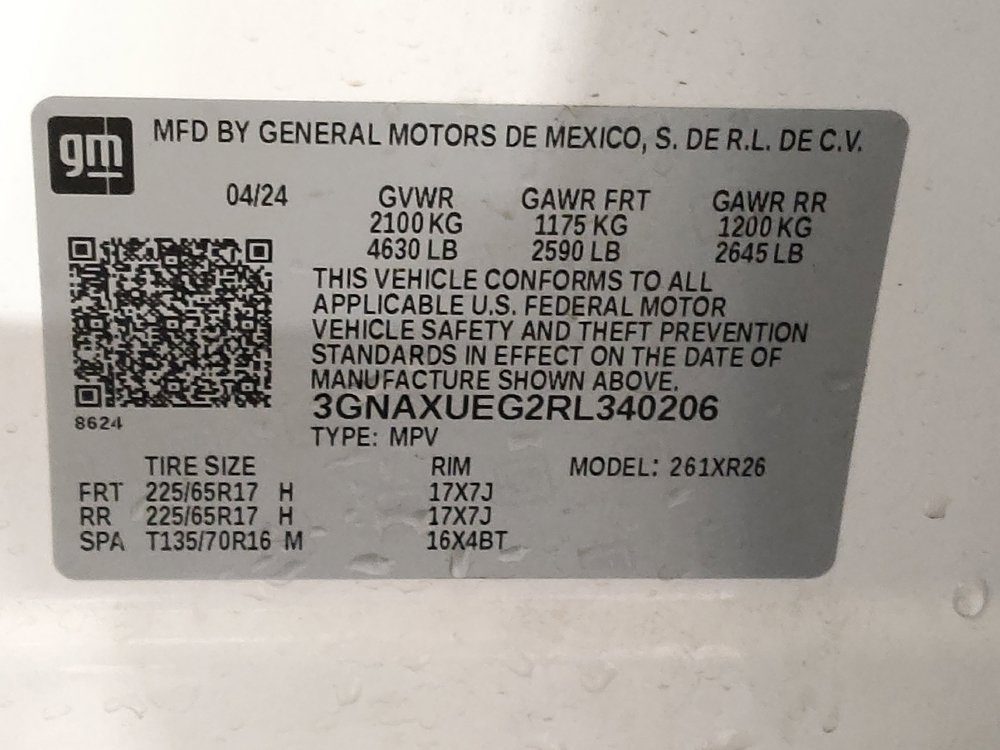 gm
MFD BY GENERAL MOTORS DE MEXICO, S. DE R.L. DE C.V.
04/24 GVWR GAWR FRT GAWR RR
2100 KG 1175 KG 1200 KG
4630 LB 2590 LB 2645 LB
THIS VEHICLE CONFORMS TO ALL
APPLICABLE U.S. FEDERAL MOTOR
VEHICLE SAFETY AND THEFT PREVENTION
STANDARDS IN EFFECT ON THE DATE OF
MANUFACTURE SHOWN ABOVE.
3GNAXUEG2RL340206
8624
TYPE: MPV
TIRE SIZE RIM MODEL: 261XR26
FRT 225/65R17 H 17X7J
RR 225/65R17 H 17X7J
SPA T135/70R16 M 16X4BT